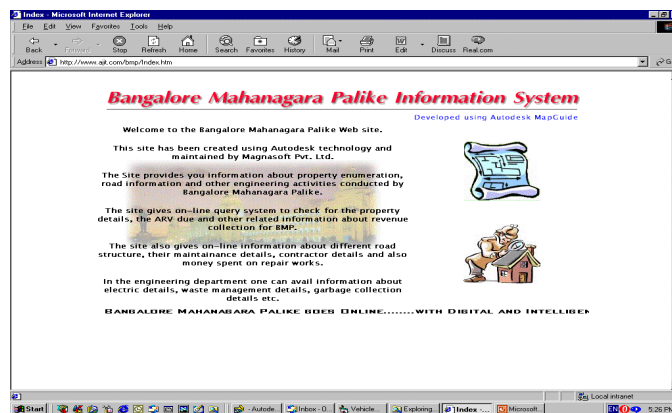 Index - Microsoft Internet Explorer
File Edit View Favorites Tools Help
Back Forward Stop Refresh Home Search Favorites History Mail Print Edit Discuss Real.com
Address http://www.ajit.com/bmp/Index.htm
Bangalore Mahanagara Palike Information System
Developed using Autodesk MapGuide
Welcome to the Bangalore Mahanagara Palike Web site.
This site has been created using Autodesk technology and
maintained by Magnasoft Pvt. Ltd.
The Site provides you information about property enumeration,
road information and other engineering activities conducted by
Bangalore Mahanagara Palike.
The site gives on-line query system to check for the property
details, the ARV due and other related information about revenue
collection for BMP.
The site also gives on-line information about different road
structure, their maintainance details, contractor details and also
money spent on repair works.
In the engineering department one can avail information about
electric details, waste management details, garbage collection
details etc.
BANGALORE MAHANAGARA PALIKE GOES ONLINE.......WITH DIGITAL AND INTELLIGEN
Local intranet
Start - Autode... Inbox - O... Vehicle... Exploring... Index -... Microsoft... EN 5:26 PM